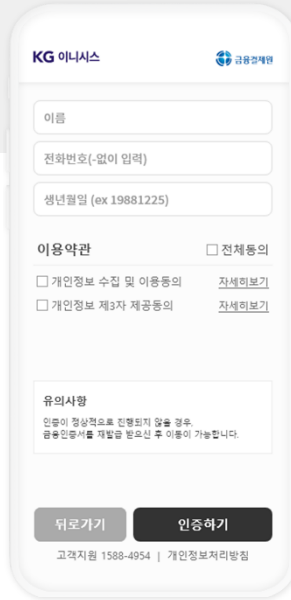 KG 이니시스
금융결제원
이름
전화번호(-없이 입력)
생년월일 (ex 19881225)
이용약관 전체동의
개인정보 수집 및 이용동의 자세히보기
개인정보 제3자 제공동의 자세히보기
유의사항
인증이 정상적으로 진행되지 않을 경우,
금융인증서를 재발급 받으신 후 이동이 가능합니다.
뒤로가기 인증하기
고객지원 1588-4954 | 개인정보처리방침